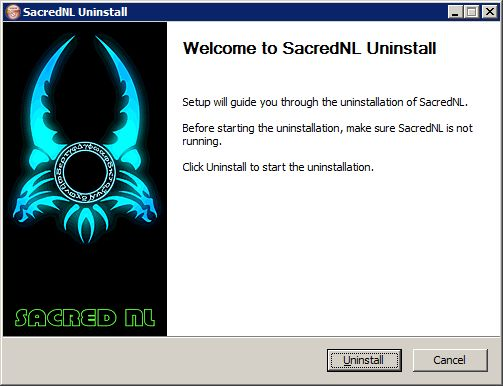 SacredNL Uninstall
Welcome to SacredNL Uninstall
Setup will guide you through the uninstallation of SacredNL.
Before starting the uninstallation, make sure SacredNL is not
running.
Click Uninstall to start the uninstallation.
SACRED NL
Uninstall
Cancel